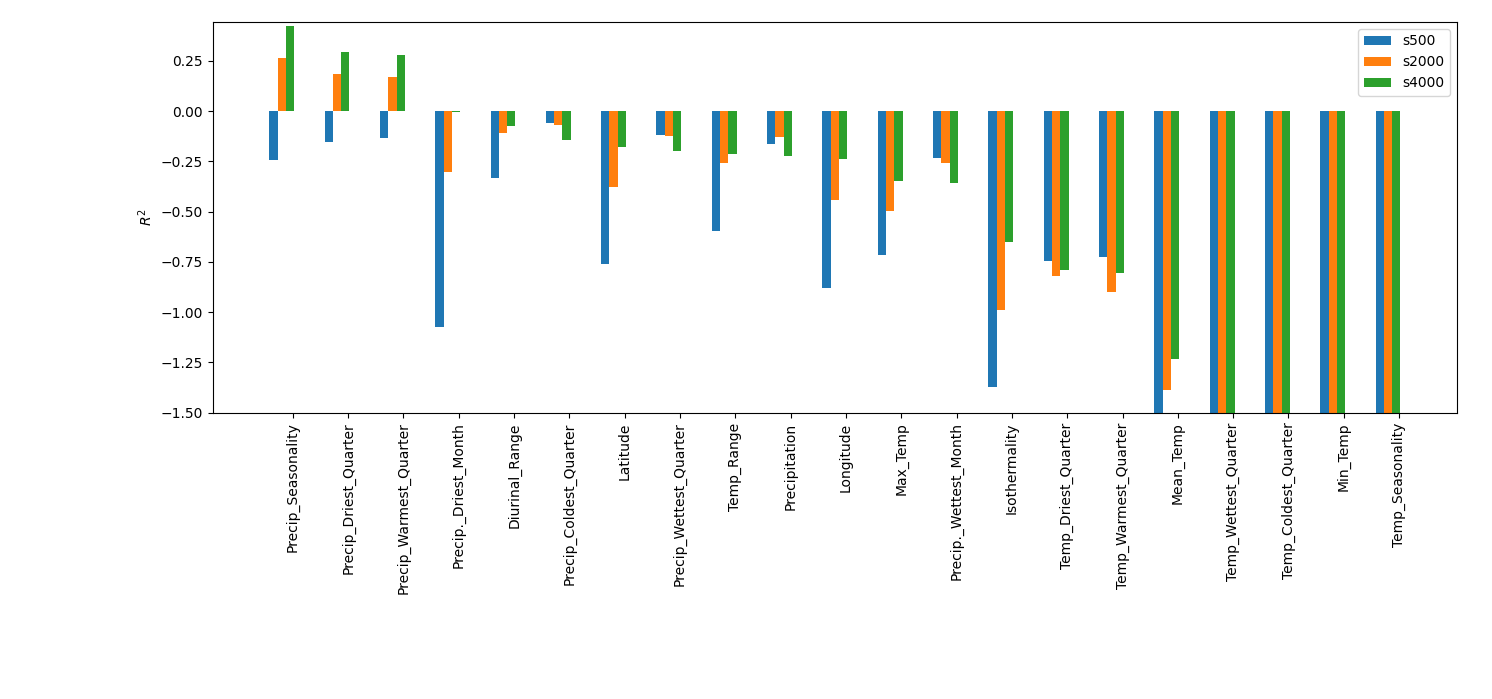 s500
s2000
s4000
0.25
0.00
−0.25
−0.50
−0.75
−1.00
−1.25
−1.50
R²
Precip_Seasonality
Precip_Driest_Quarter
Precip_Warmest_Quarter
Precip._Driest_Month
Diurinal_Range
Precip_Coldest_Quarter
Latitude
Precip_Wettest_Quarter
Temp_Range
Precipitation
Longitude
Max_Temp
Precip._Wettest_Month
Isothermality
Temp_Driest_Quarter
Temp_Warmest_Quarter
Mean_Temp
Temp_Wettest_Quarter
Temp_Coldest_Quarter
Min_Temp
Temp_Seasonality